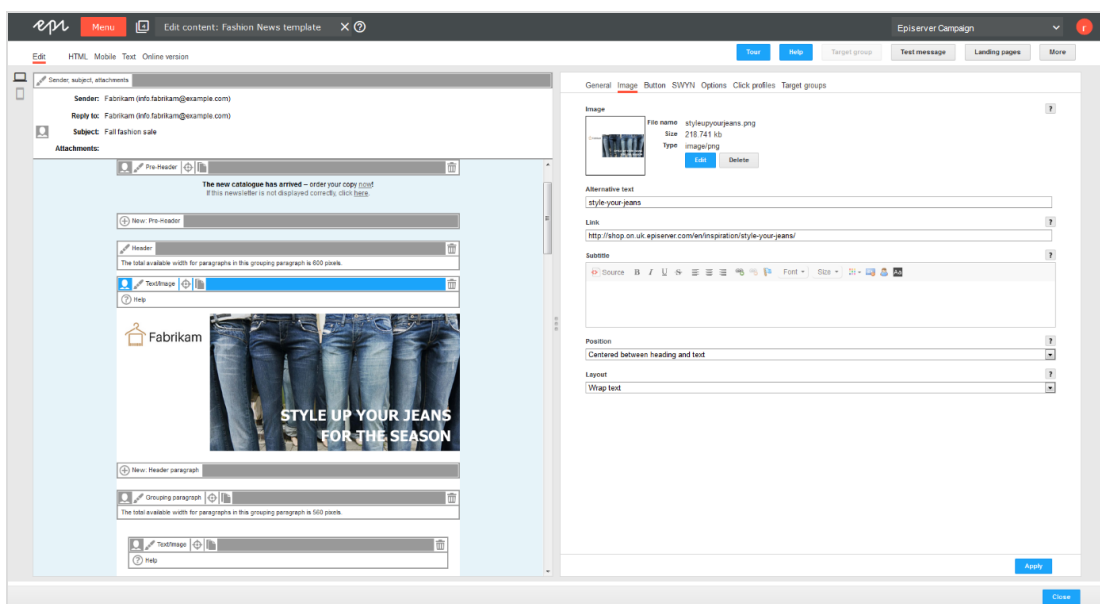 epi Menu Edit content: Fashion News template Episerver Campaign r
Edit HTML Mobile Text Online version Tour Help Target group Test message Landing pages More
Sender, subject, attachments
Sender: Fabrikam (info.fabrikam@example.com)
Reply to: Fabrikam (info.fabrikam@example.com)
Subject: Fall fashion sale
Attachments:
Pre-Header
The new catalogue has arrived – order your copy now!
If this newsletter is not displayed correctly, click here.
New: Pre-Header
Header
The total available width for paragraphs in this grouping paragraph is 600 pixels.
Text/Image
? Help
Fabrikam
STYLE UP YOUR JEANS
FOR THE SEASON
New: Header paragraph
Grouping paragraph
The total available width for paragraphs in this grouping paragraph is 560 pixels.
Text/Image
? Help
General Image Button SWYN Options Click profiles Target groups
Image ?
File name styleupyourjeans.png
Size 218.741 kb
Type image/png
Edit Delete
Alternative text
style-your-jeans
Link ?
http://shop.on.uk.episerver.com/en/inspiration/style-your-jeans/
Subtitle ?
Source B I U S Font Size Aa
Position ?
Centered between heading and text
Layout ?
Wrap text
Apply
Close